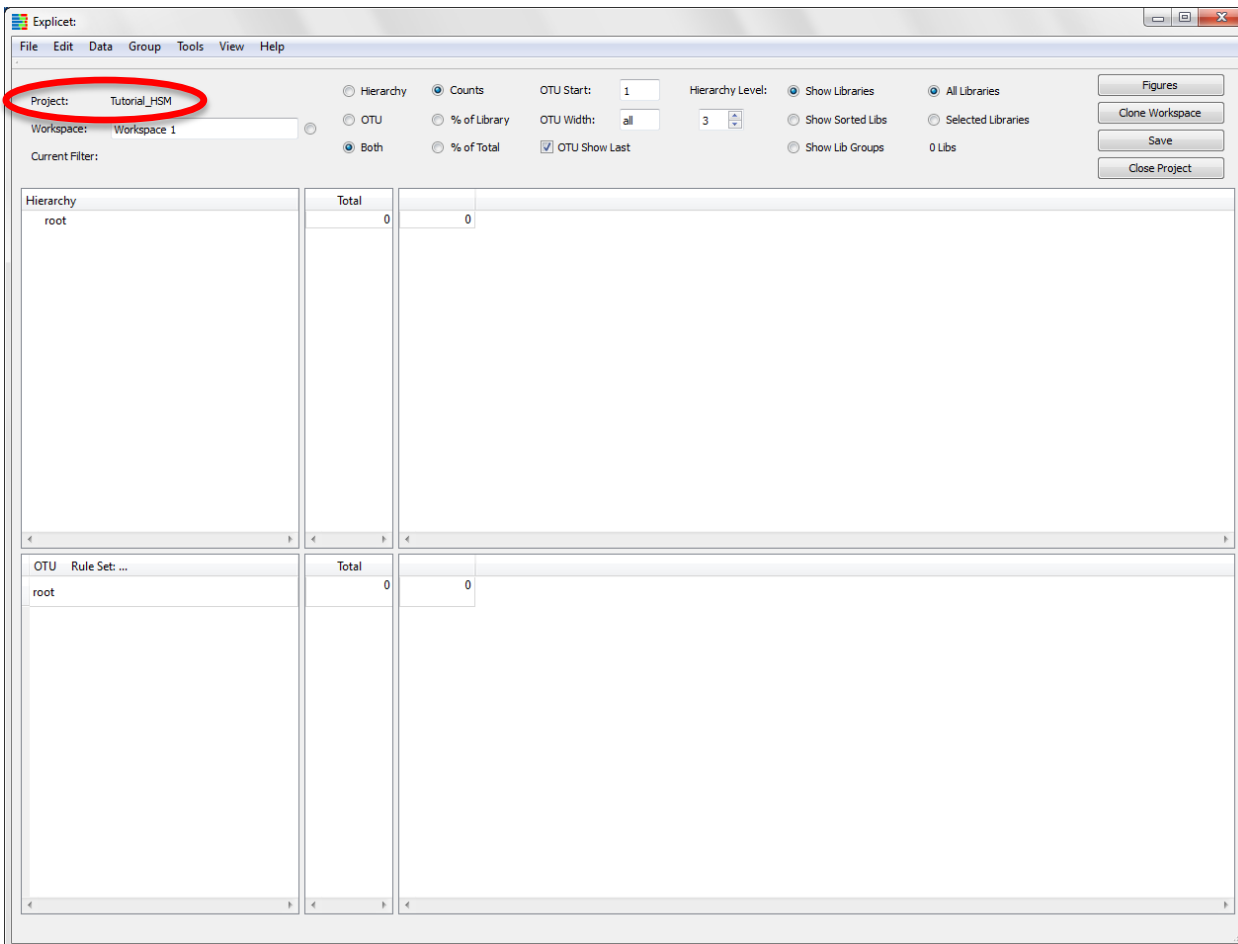 Explicet:
File Edit Data Group Tools View Help
Project: Tutorial_HSM
Workspace: Workspace 1
Current Filter:
Hierarchy
OTU
Both
Counts
% of Library
% of Total
OTU Start: 1
OTU Width: all
OTU Show Last
Hierarchy Level:
3
Show Libraries
Show Sorted Libs
Show Lib Groups
All Libraries
Selected Libraries
0 Libs
Figures
Clone Workspace
Save
Close Project
Hierarchy Total
root 0 0
OTU Rule Set: ... Total
root 0 0